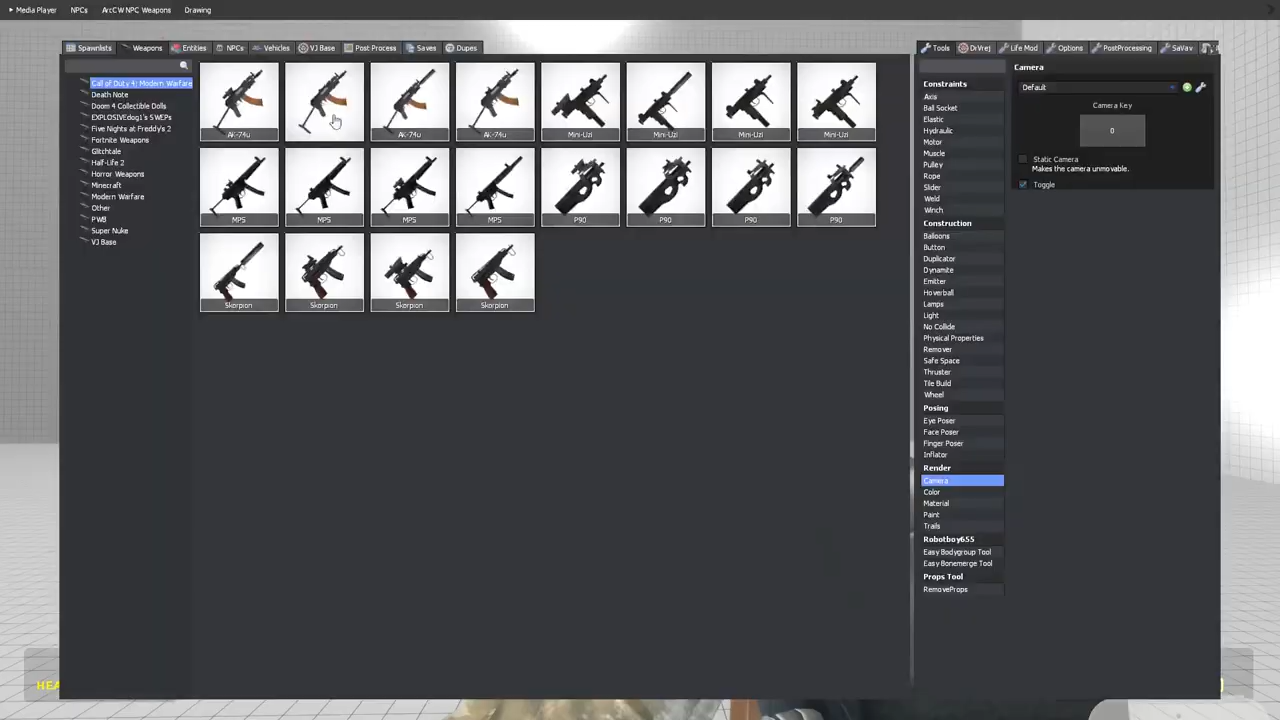 Media Player NPCs ArcCW NPC Weapons Drawing
Spawnlists Weapons Entities NPCs Vehicles VJ Base Post Process Saves Dupes
Call of Duty 4: Modern Warfare
Death Note
Doom 4 Collectible Dolls
EXPLOSIVEdog1's SWEPs
Five Nights at Freddy's 2
Fortnite Weapons
Glitchtale
Half-Life 2
Horror Weapons
Minecraft
Modern Warfare
Other
PWB
Super Nuke
VJ Base
AK-74u AK-74u AK-74u Mini-Uzi Mini-Uzi Mini-Uzi Mini-Uzi
MP5 MP5 MP5 MP5 P90 P90 P90 P90
Skorpion Skorpion Skorpion Skorpion
Tools DrVrej Life Mod Options PostProcessing SaVav
Constraints
Axis
Ball Socket
Elastic
Hydraulic
Motor
Muscle
Pulley
Rope
Slider
Weld
Winch
Construction
Balloons
Button
Duplicator
Dynamite
Emitter
Hoverball
Lamps
Light
No Collide
Physical Properties
Remover
Safe Space
Thruster
Tile Build
Wheel
Posing
Eye Poser
Face Poser
Finger Poser
Inflator
Render
Camera
Color
Material
Paint
Trails
Robotboy655
Easy Bodygroup Tool
Easy Bonemerge Tool
Props Tool
RemoveProps
Camera
Default
Camera Key
0
Static Camera
Makes the camera unmovable.
Toggle
HEA